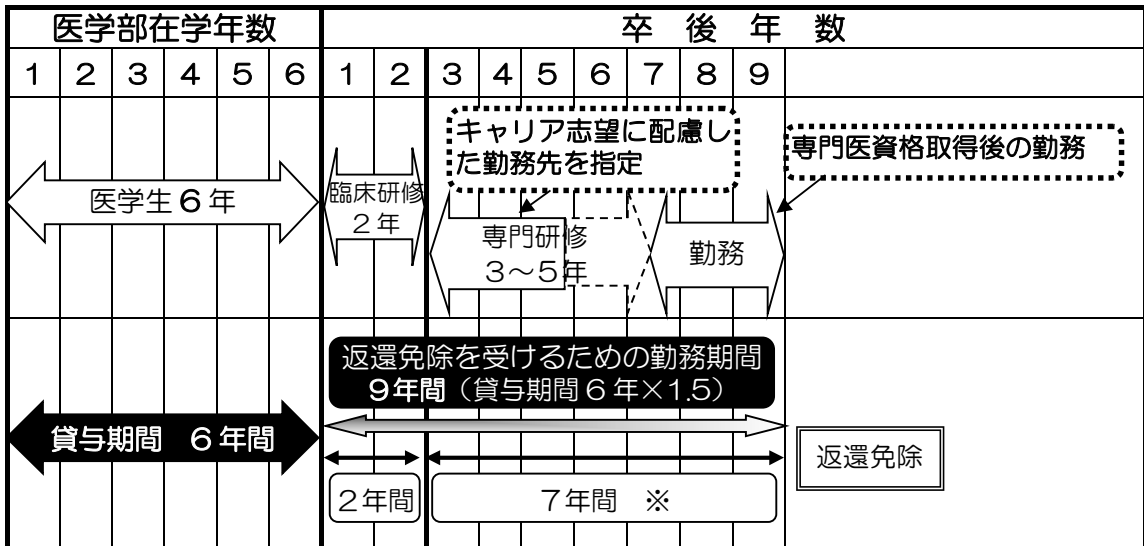 医学部在学年数
卒後年数
1 2 3 4 5 6 1 2 3 4 5 6 7 8 9
キャリア志望に配慮し
た勤務先を指定
専門医資格取得後の勤務
医学生6年
臨床研修
2年
専門研修
3～5年
勤務
返還免除を受けるための勤務期間
9年間（貸与期間6年×1.5）
貸与期間 6年間
返還免除
2年間
7年間 ※